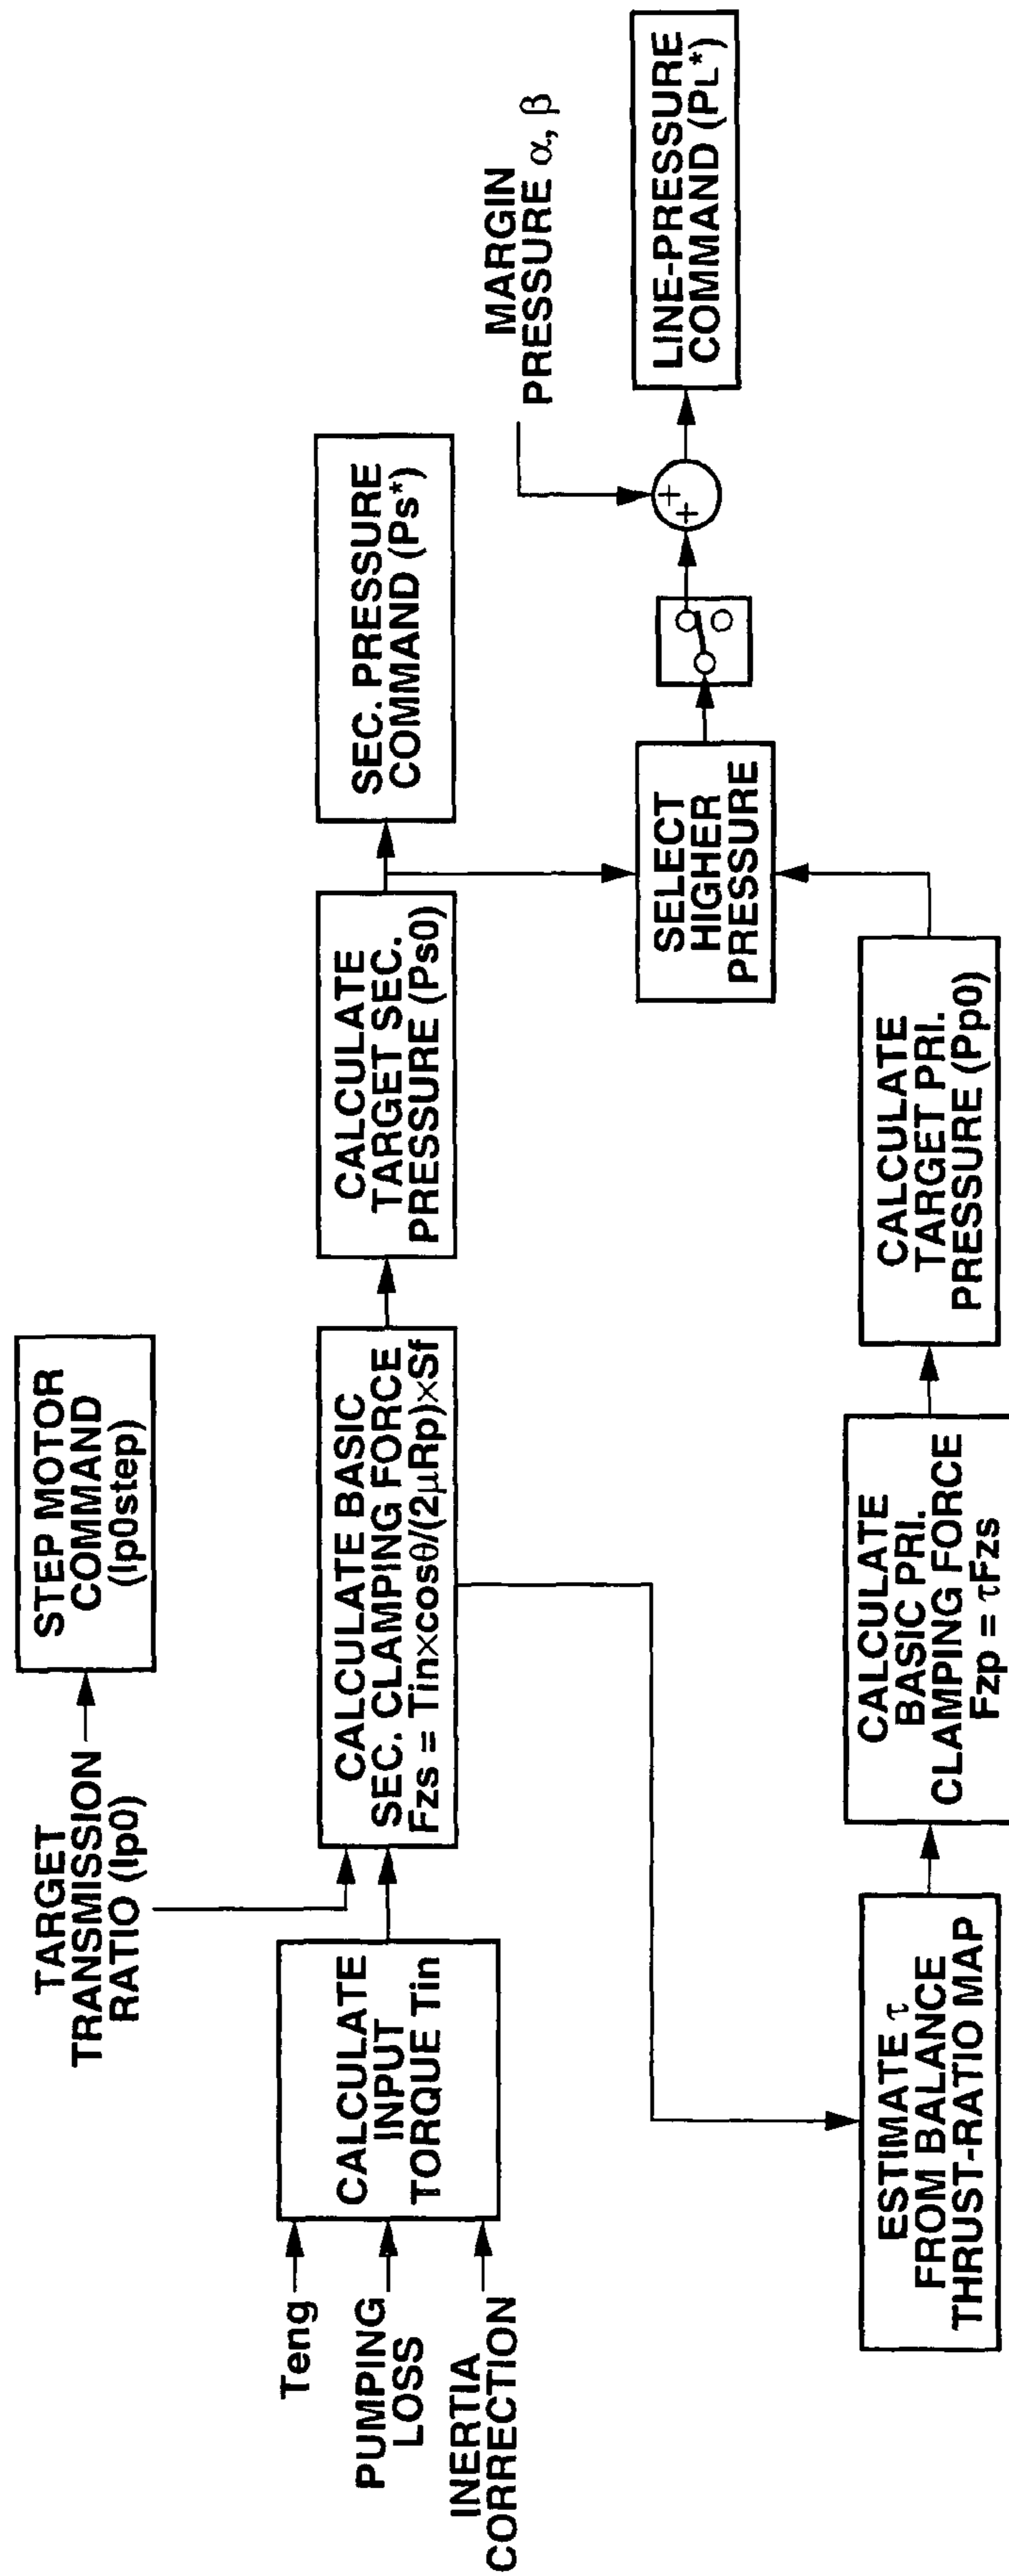 TARGET
TRANSMISSION
RATIO (Ip0)
STEP MOTOR
COMMAND
(Ip0step)
Teng
PUMPING
LOSS
INERTIA
CORRECTION
CALCULATE
INPUT
TORQUE Tin
CALCULATE BASIC
SEC. CLAMPING FORCE
Fzs = Tin×cosθ/(2μRp)×Sf
CALCULATE
TARGET SEC.
PRESSURE (Ps0)
SEC. PRESSURE
COMMAND (Ps*)
MARGIN
PRESSURE α, β
SELECT
HIGHER
PRESSURE
+
+
LINE-PRESSURE
COMMAND (PL*)
ESTIMATE τ
FROM BALANCE
THRUST-RATIO MAP
CALCULATE
BASIC PRI.
CLAMPING FORCE
Fzp = τFzs
CALCULATE
TARGET PRI.
PRESSURE (Pp0)